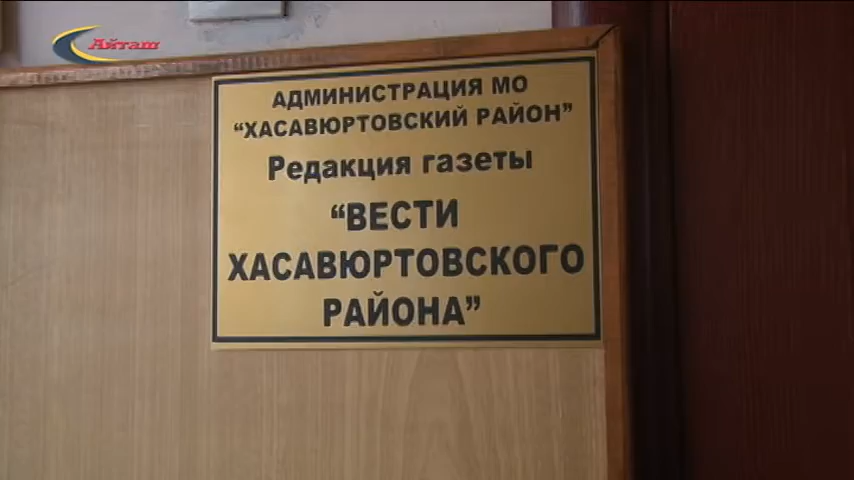 Айташ
АДМИНИСТРАЦИЯ МО
“ХАСАВЮРТОВСКИЙ РАЙОН”
Редакция газеты
“ВЕСТИ
ХАСАВЮРТОВСКОГО
РАЙОНА”